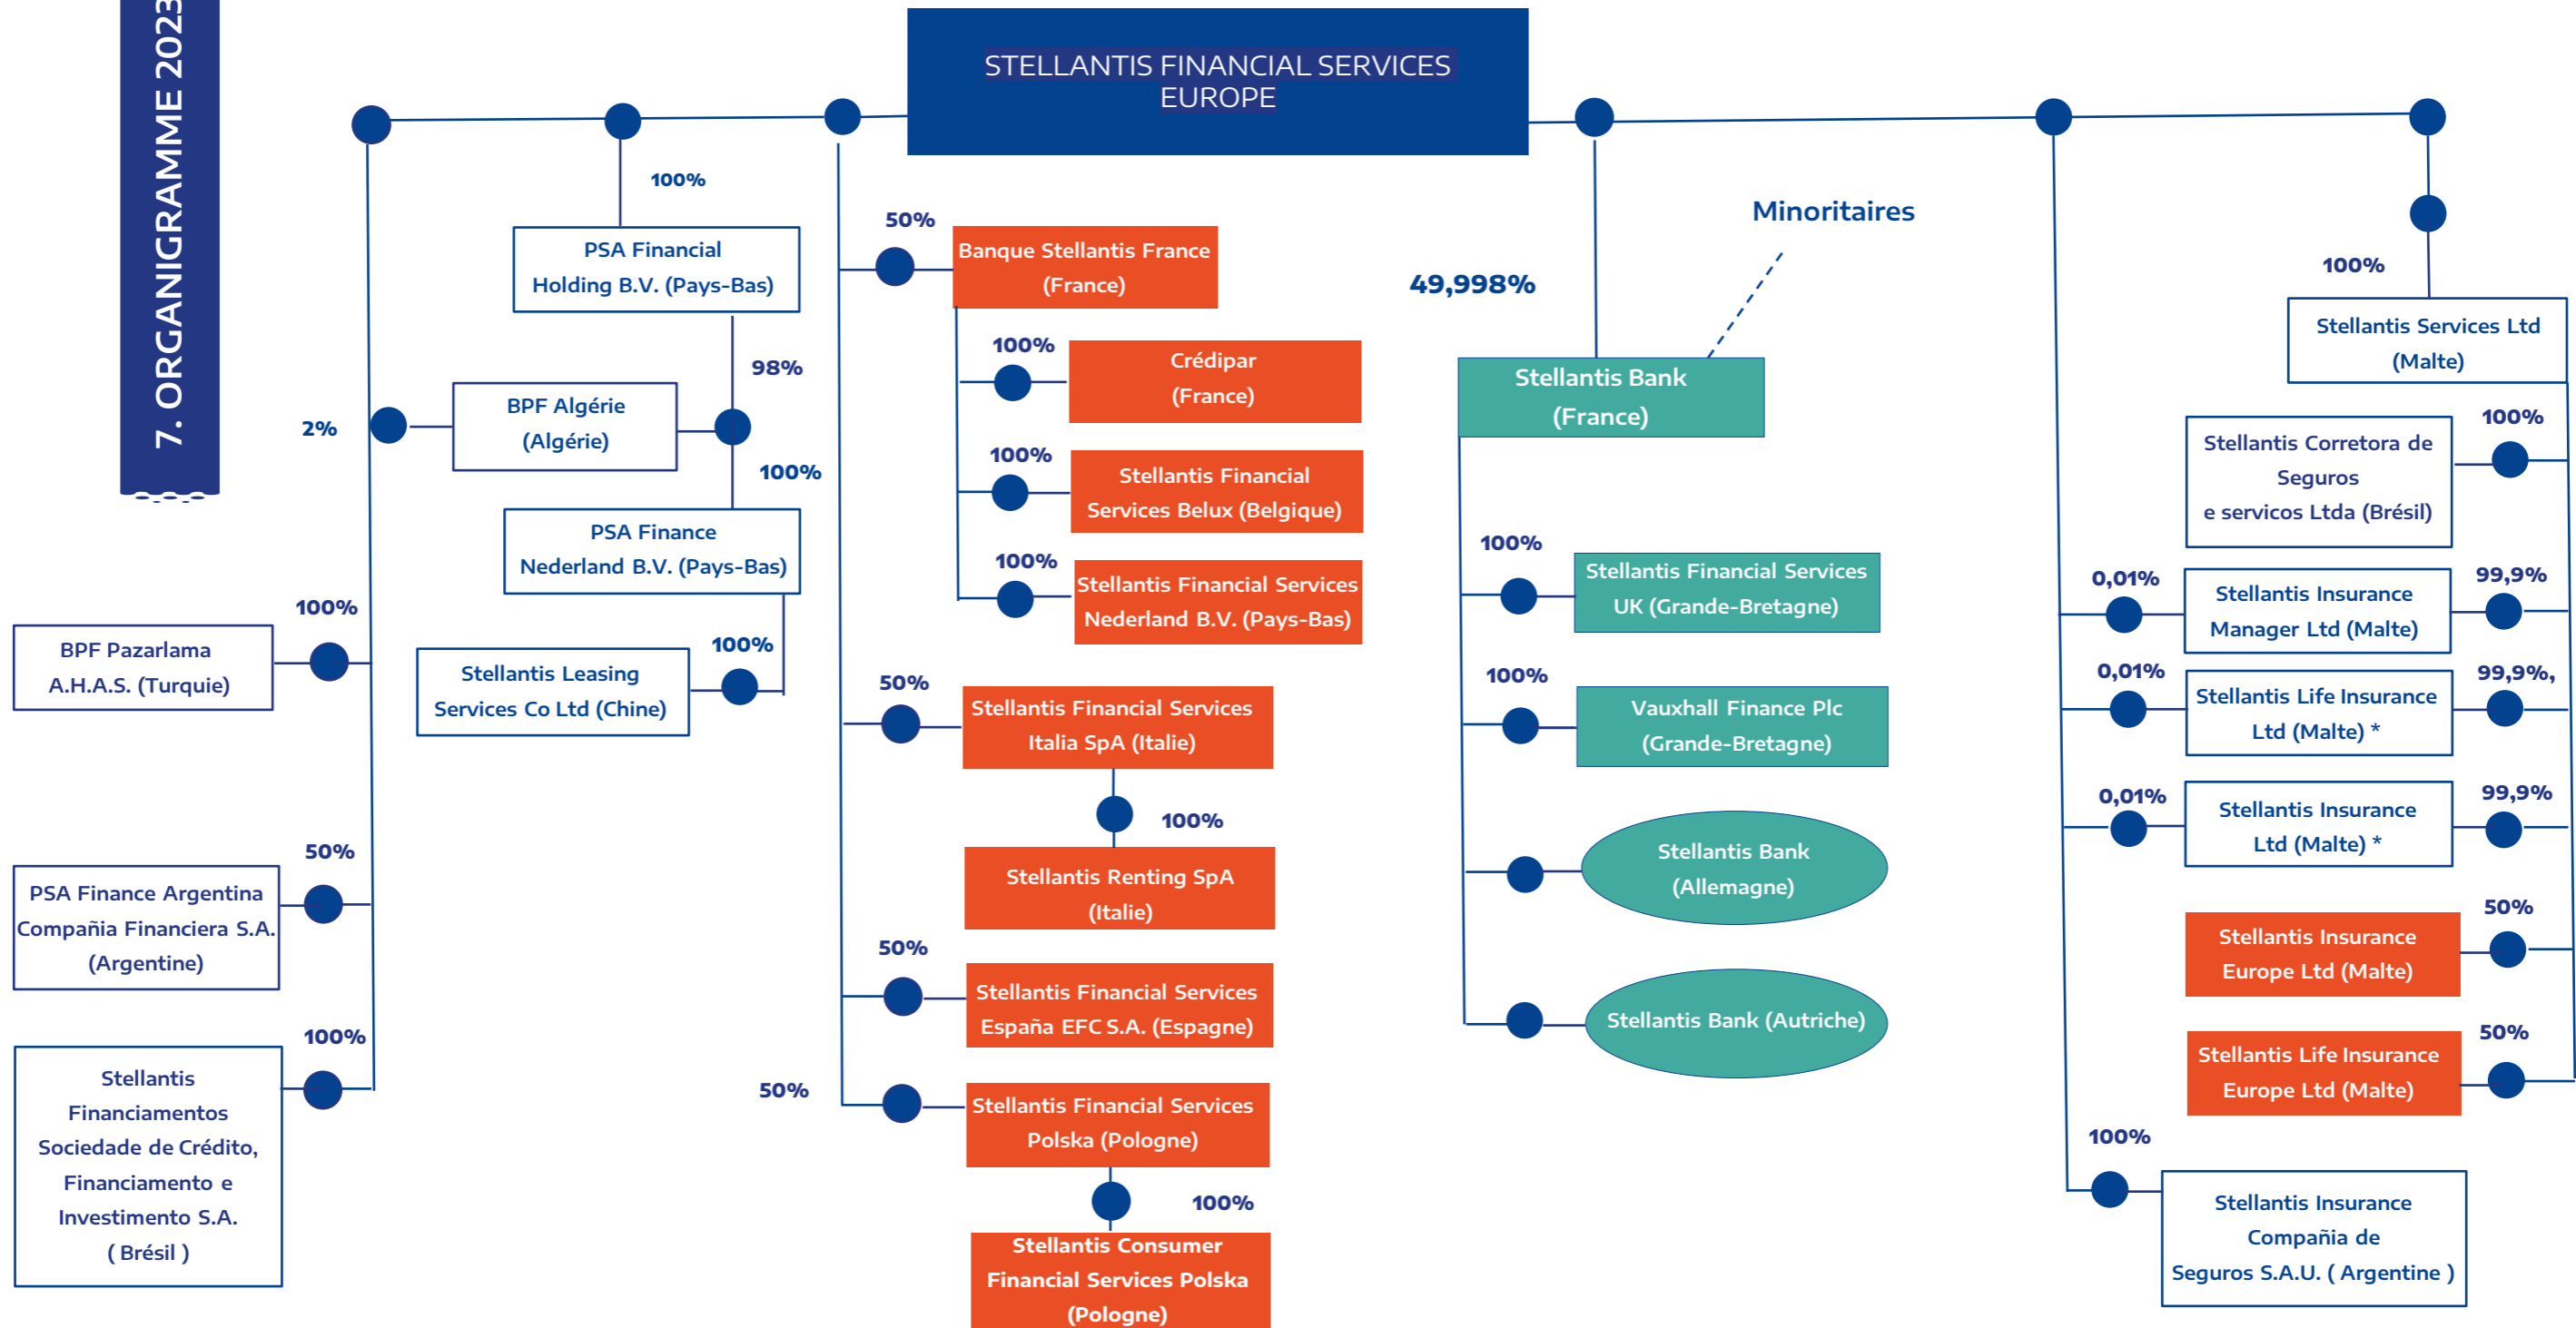 7. ORGANIGRAMME 2023
STELLANTIS FINANCIAL SERVICES
EUROPE
100%
PSA Financial
Holding B.V. (Pays-Bas)
98%
2%
BPF Algérie
(Algérie)
100%
PSA Finance
Nederland B.V. (Pays-Bas)
100%
Stellantis Leasing
Services Co Ltd (Chine)
100%
BPF Pazarlama
A.H.A.S. (Turquie)
50%
PSA Finance Argentina
Compañia Financiera S.A.
(Argentine)
100%
Stellantis
Financiamentos
Sociedade de Crédito,
Financiamento e
Investimento S.A.
( Brésil )
50%
Banque Stellantis France
(France)
100%
Crédipar
(France)
100%
Stellantis Financial
Services Belux (Belgique)
100%
Stellantis Financial Services
Nederland B.V. (Pays-Bas)
50%
Stellantis Financial Services
Italia SpA (Italie)
100%
Stellantis Renting SpA
(Italie)
50%
Stellantis Financial Services
España EFC S.A. (Espagne)
50%
Stellantis Financial Services
Polska (Pologne)
100%
Stellantis Consumer
Financial Services Polska
(Pologne)
Minoritaires
49,998%
Stellantis Bank
(France)
100%
Stellantis Financial Services
UK (Grande-Bretagne)
100%
Vauxhall Finance Plc
(Grande-Bretagne)
Stellantis Bank
(Allemagne)
Stellantis Bank (Autriche)
100%
Stellantis Services Ltd
(Malte)
100%
Stellantis Corretora de
Seguros
e servicos Ltda (Brésil)
0,01%
99,9%
Stellantis Insurance
Manager Ltd (Malte)
0,01%
99,9%,
Stellantis Life Insurance
Ltd (Malte) *
0,01%
99,9%
Stellantis Insurance
Ltd (Malte) *
50%
Stellantis Insurance
Europe Ltd (Malte)
50%
Stellantis Life Insurance
Europe Ltd (Malte)
100%
Stellantis Insurance
Compañia de
Seguros S.A.U. ( Argentine )